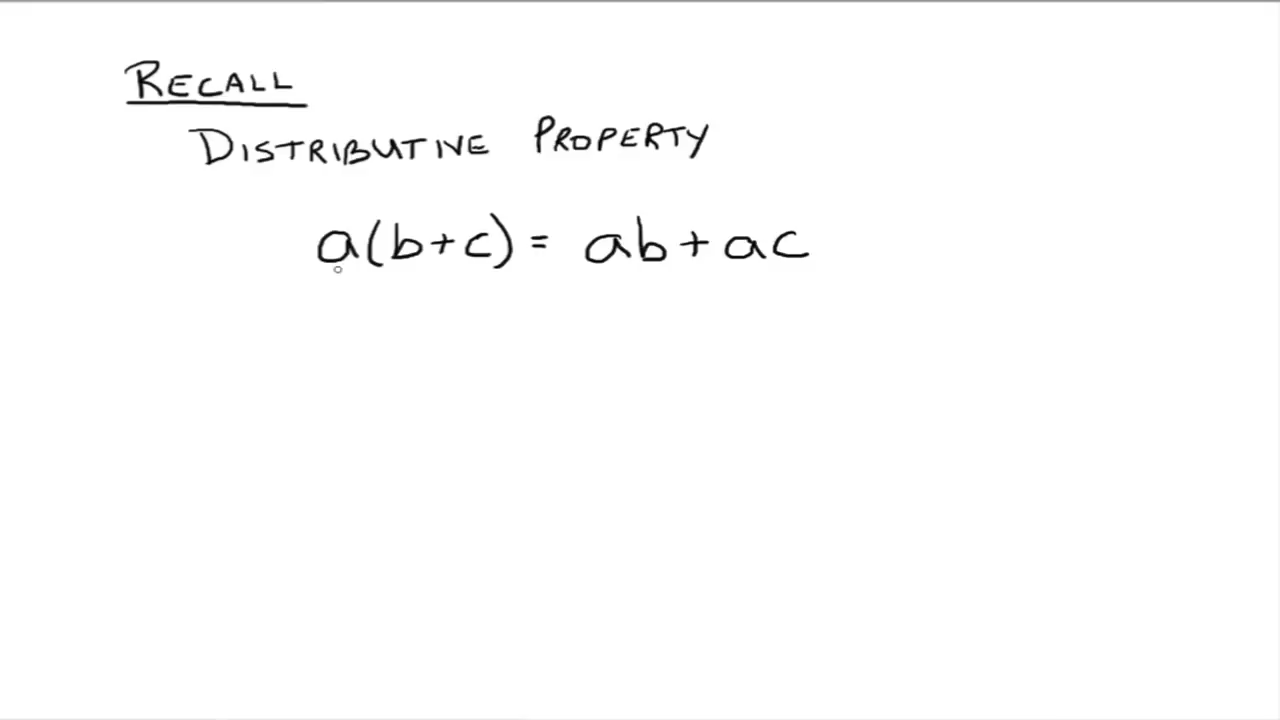 RECALL
DISTRIBUTIVE PROPERTY
a(b+c) = ab + ac